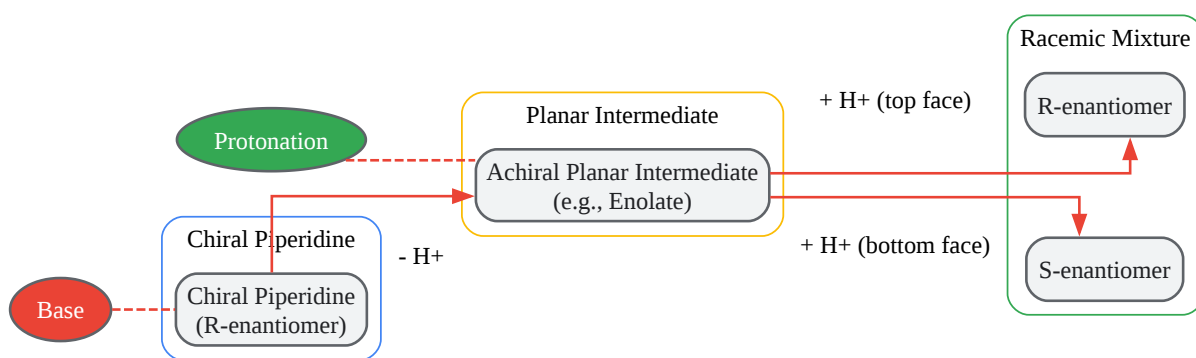 Racemic Mixture
+ H+ (top face)
R-enantiomer
Planar Intermediate
Protonation
Achiral Planar Intermediate
(e.g., Enolate)
Chiral Piperidine
- H+
+ H+ (bottom face)
S-enantiomer
Base
Chiral Piperidine
(R-enantiomer)